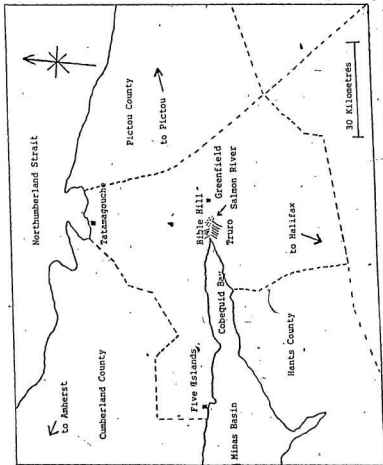 Northumberland Strait
Pictou County
to Pictou
to Amherst
Cumberland County
Tatamagouche
Five Islands
Bible Hill
Greenfield
Salmon River
Truro
Cobequid Bay
Minas Basin
Hants County
to Halifax
30 Kilometres